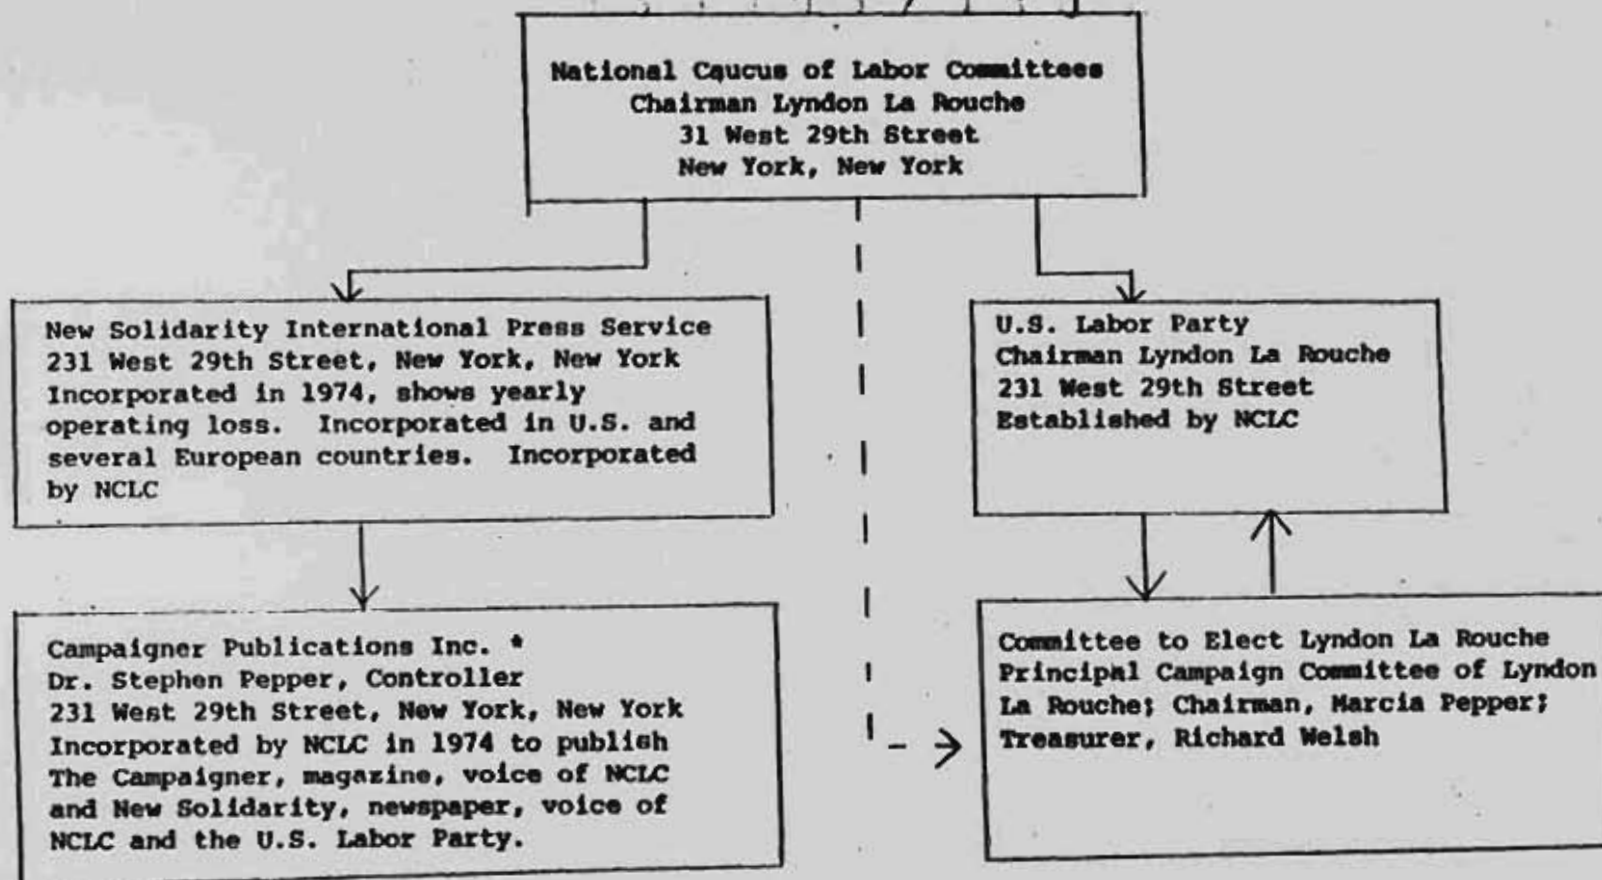 National Caucus of Labor Committees
Chairman Lyndon La Rouche
31 West 29th Street
New York, New York
New Solidarity International Press Service
231 West 29th Street, New York, New York
Incorporated in 1974, shows yearly
operating loss. Incorporated in U.S. and
several European countries. Incorporated
by NCLC
U.S. Labor Party
Chairman Lyndon La Rouche
231 West 29th Street
Established by NCLC
Campaigner Publications Inc. *
Dr. Stephen Pepper, Controller
231 West 29th Street, New York, New York
Incorporated by NCLC in 1974 to publish
The Campaigner, magazine, voice of NCLC
and New Solidarity, newspaper, voice of
NCLC and the U.S. Labor Party.
Committee to Elect Lyndon La Rouche
Principal Campaign Committee of Lyndon
La Rouche; Chairman, Marcia Pepper;
Treasurer, Richard Welsh